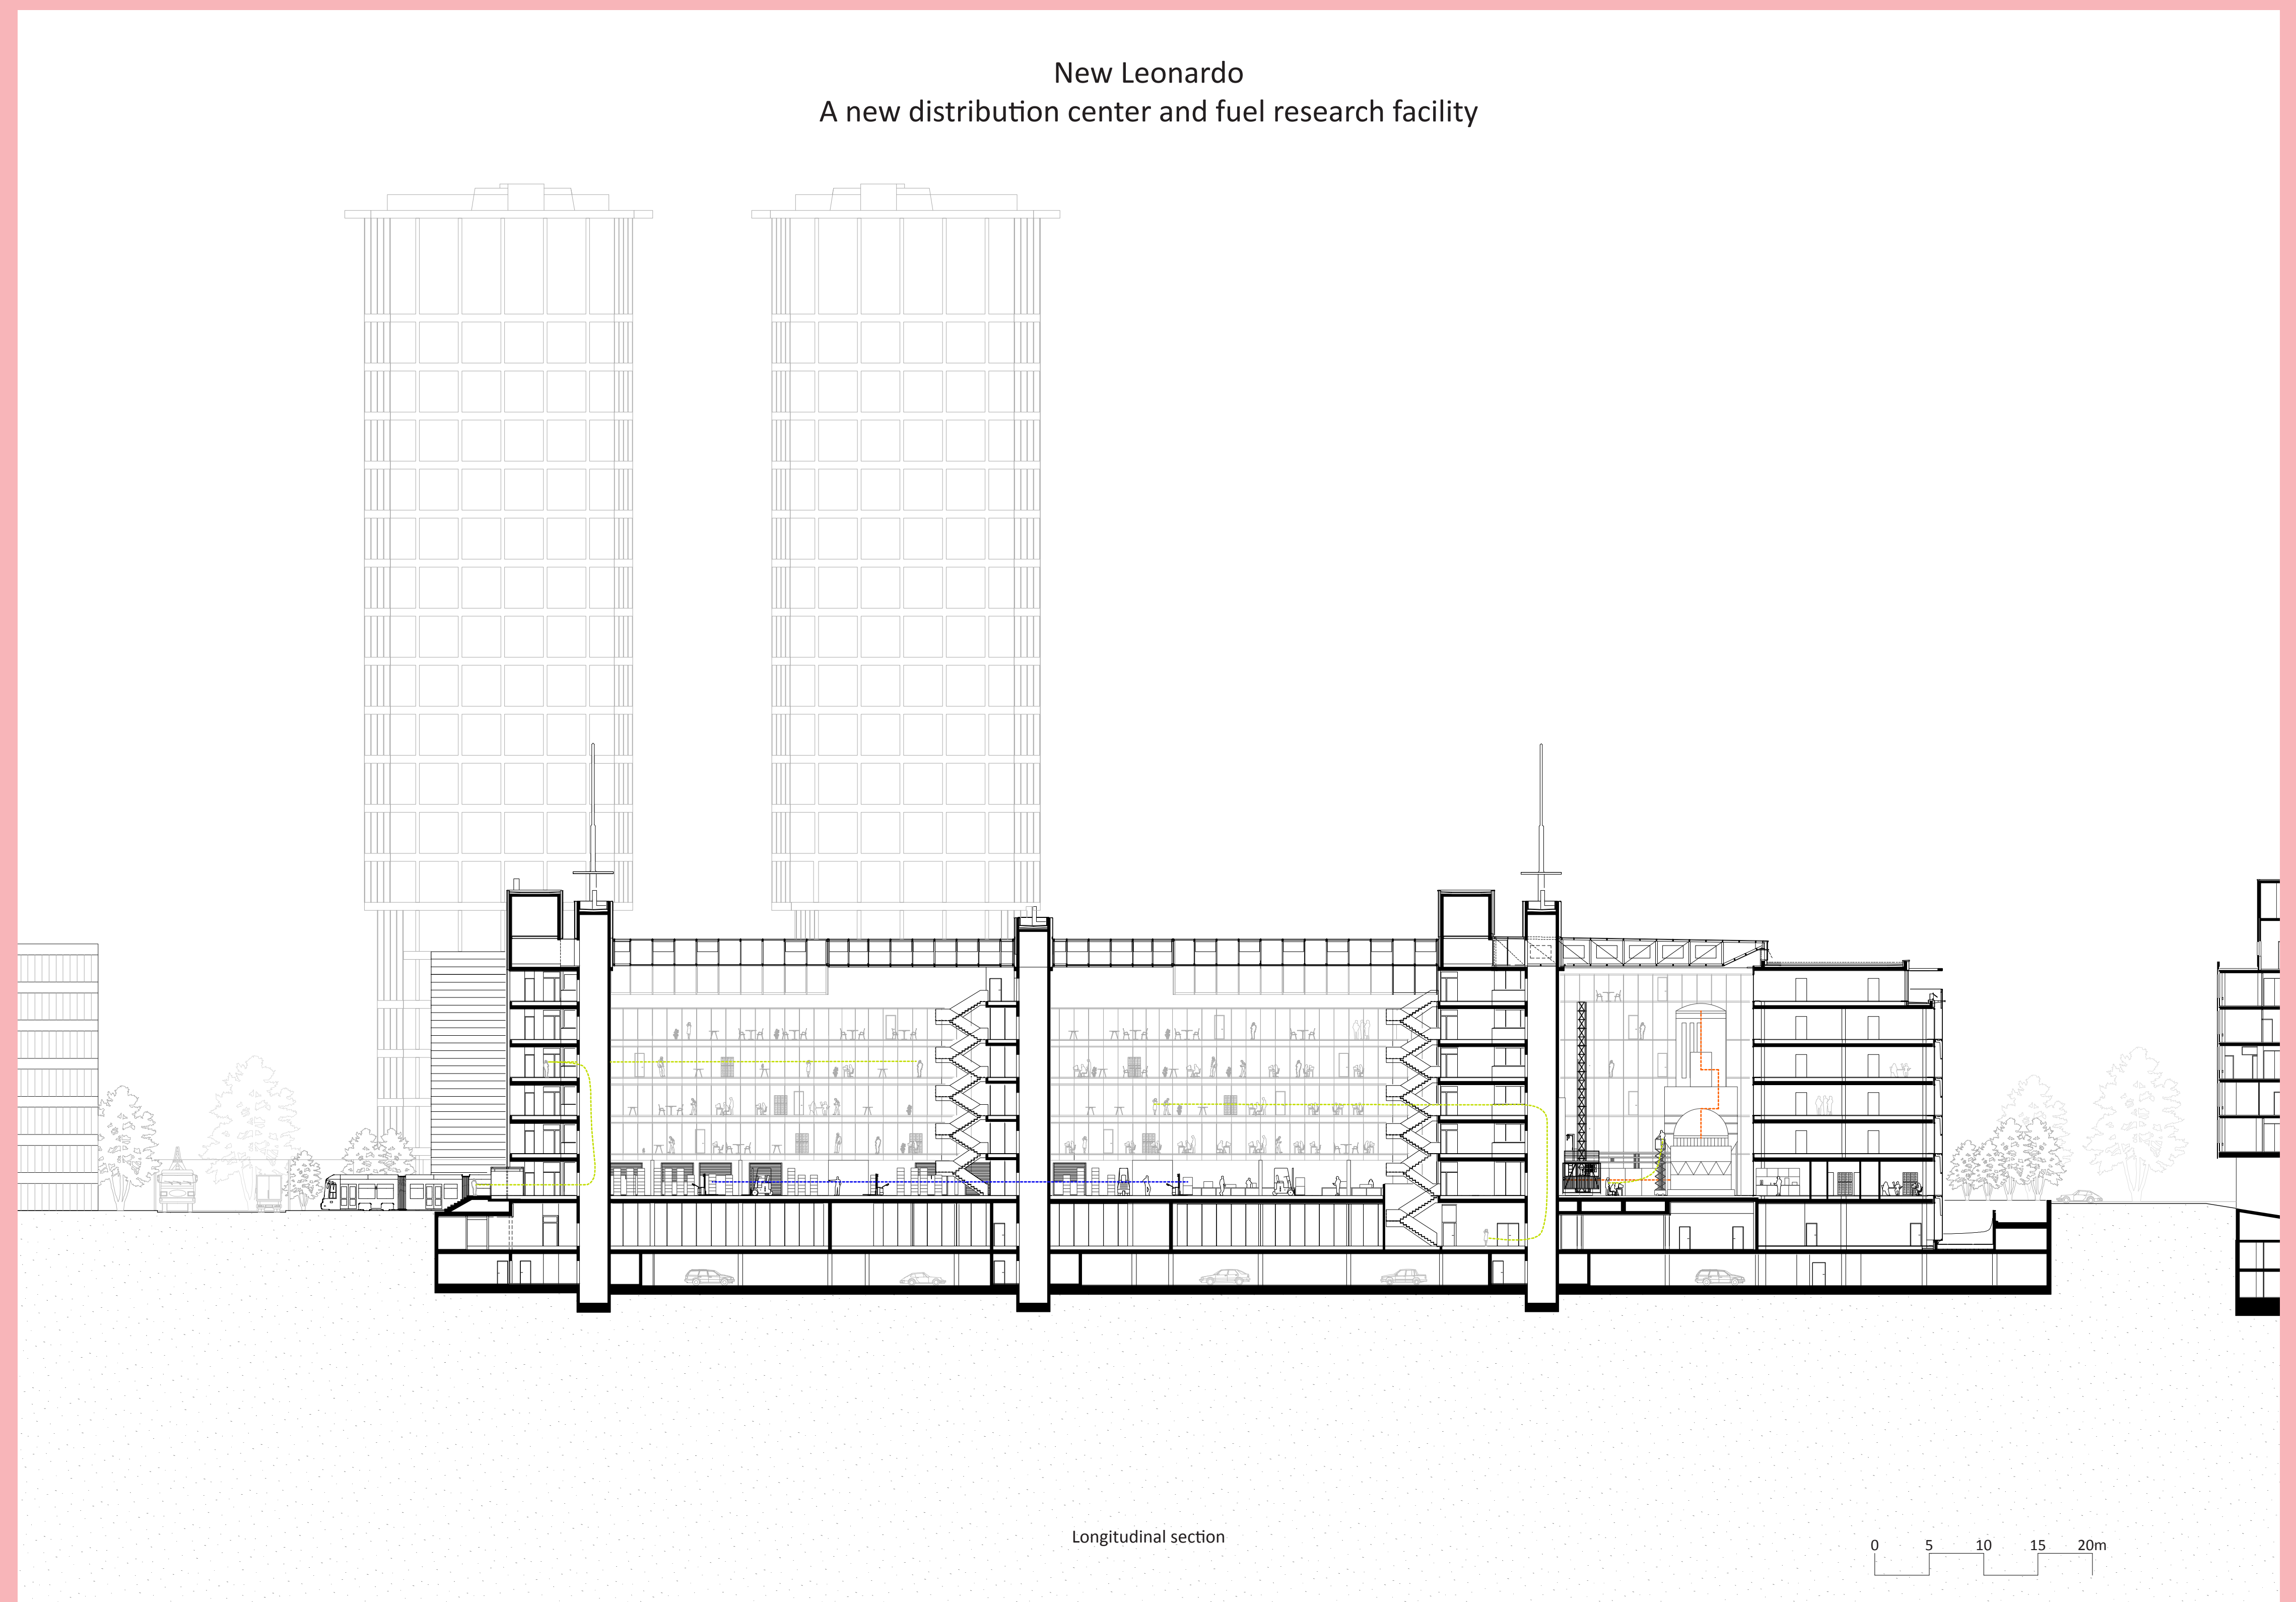 New Leonardo
A new distribution center and fuel research facility
Longitudinal section
0 5 10 15 20m